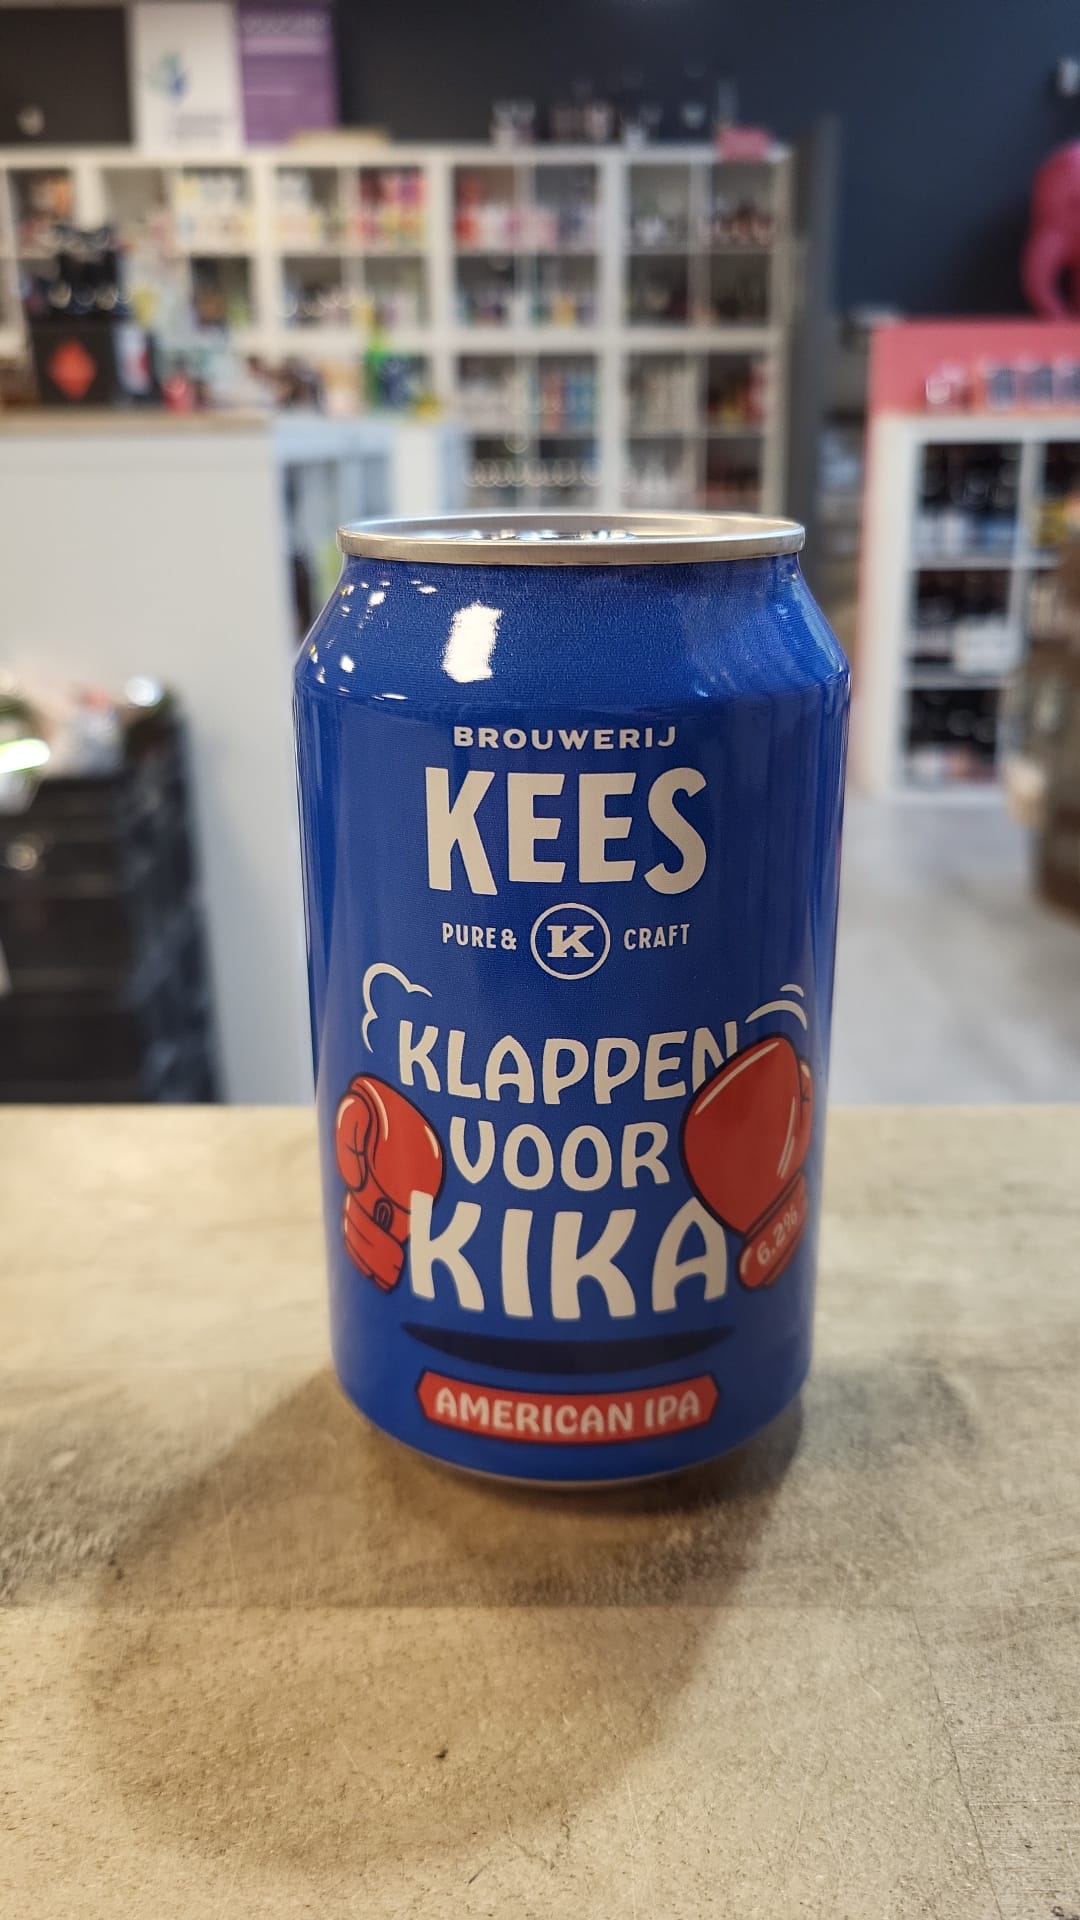 BROUWERIJ
KEES
PURE & K CRAFT
KLAPPEN
VOOR
KIKA
6.2%
AMERICAN IPA